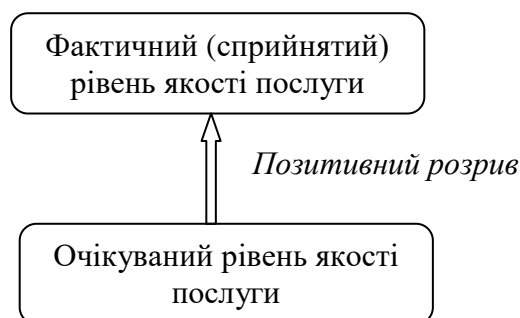 Фактичний (сприйнятий)
рівень якості послуги
Позитивний розрив
Очікуваний рівень якості
послуги